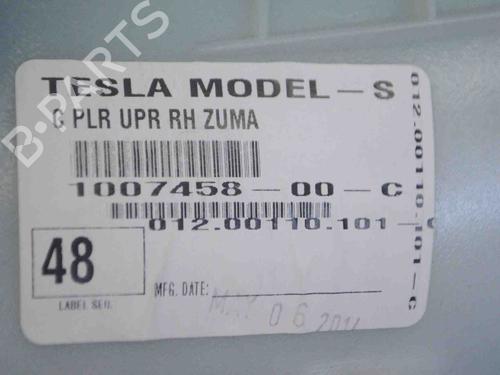 TESLA MODEL-S
C PLR UPR RH ZUMA
1007458-00-C
012.00110.101-C
48
LABEL SEQ.
MFG. DATE:
MAY 06 2014
012.00110.101-C
B-PARTS